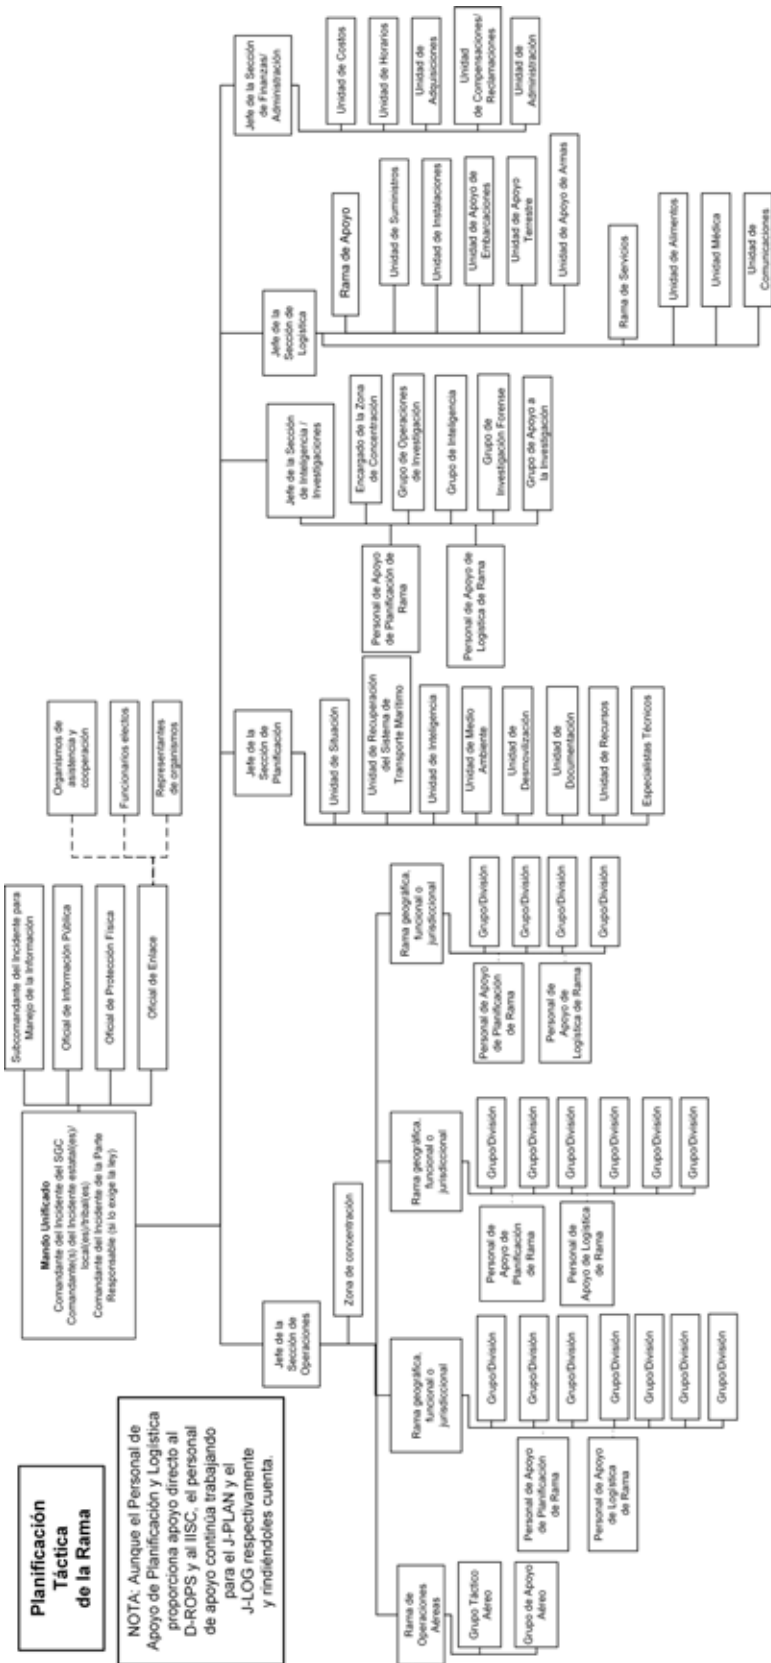 Planificación
Táctica
de la Rama
NOTA: Aunque el Personal de
Apoyo de Planificación y Logística
proporciona apoyo directo al
D-ROPS y al IISC, el personal
de apoyo continúa trabajando
para el J-PLAN y el
J-LOG respectivamente
y rindiéndoles cuenta.
Mando Unificado
Comandante del Incidente del SGC
Comandante(s) del Incidente estatal(es)/
local(es)/tribal(es)
Comandante del Incidente de la Parte
Responsable (si lo exige la ley)
Subcomandante del Incidente para
Manejo de la Información
Oficial de Información Pública
Oficial de Protección Física
Oficial de Enlace
Organismos de
asistencia y
cooperación
Funcionarios electos
Representantes
de organismos
Jefe de la
Sección de
Operaciones
Zona de concentración
Rama de
Operaciones
Aéreas
Grupo Táctico
Aéreo
Grupo de Apoyo
Aéreo
Rama geográfica,
funcional o
jurisdiccional
Grupo/División
Grupo/División
Grupo/División
Grupo/División
Grupo/División
Grupo/División
Grupo/División
Personal de Apoyo
de Planificación
de Rama
Personal de Apoyo
de Logística
de Rama
Rama geográfica,
funcional o
jurisdiccional
Grupo/División
Grupo/División
Grupo/División
Grupo/División
Grupo/División
Grupo/División
Personal de
Apoyo de
Planificación
de Rama
Personal de
Apoyo de Logística
de Rama
Rama geográfica,
funcional o
jurisdiccional
Grupo/División
Grupo/División
Grupo/División
Grupo/División
Personal de Apoyo
de Planificación
de Rama
Personal de
Apoyo de
Logística de Rama
Jefe de la
Sección de
Planificación
Unidad de Situación
Unidad de Recuperación
del Sistema de
Transporte Marítimo
Unidad de Inteligencia
Unidad de Medio
Ambiente
Unidad de
Desmovilización
Unidad de
Documentación
Unidad de Recursos
Especialistas Técnicos
Jefe de la Sección
de Inteligencia /
Investigaciones
Encargado de la Zona
de Concentración
Grupo de Operaciones
de Investigación
Grupo de Inteligencia
Grupo de
Investigación Forense
Grupo de Apoyo a
la Investigación
Personal de Apoyo
de Planificación de
Rama
Personal de Apoyo de
Logística de Rama
Jefe de la
Sección de
Logística
Rama de Apoyo
Unidad de Suministros
Unidad de Instalaciones
Unidad de Apoyo de
Embarcaciones
Unidad de Apoyo
Terrestre
Unidad de Apoyo de Armas
Rama de Servicios
Unidad de Alimentos
Unidad Médica
Unidad de
Comunicaciones
Jefe de la Sección
de Finanzas/
Administración
Unidad de Costos
Unidad de Horarios
Unidad de
Adquisiciones
Unidad
de Compensaciones/
Reclamaciones
Unidad de
Administración